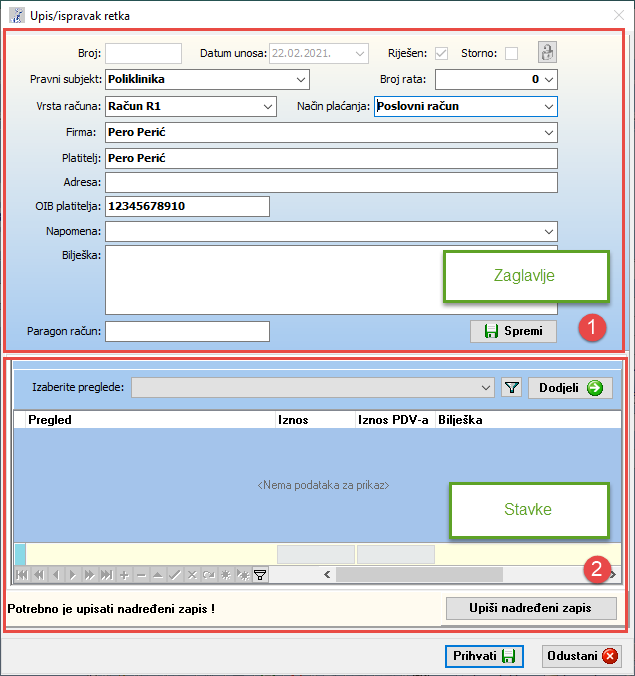 Upis/ispravak retka
Broj: Datum unosa: 22.02.2021. Riješen: Storno:
Pravni subjekt: Poliklinika Broj rata: 0
Vrsta računa: Račun R1 Način plaćanja: Poslovni račun
Firma: Pero Perić
Platitelj: Pero Perić
Adresa:
OIB platitelja: 12345678910
Napomena:
Bilješka:
Zaglavlje
1
Paragon račun: Spremi
Izaberite preglede: Dodjeli
Pregled Iznos Iznos PDV-a Bilješka
<Nema podataka za prikaz>
Stavke
2
Potrebno je upisati nadređeni zapis ! Upiši nadređeni zapis
Prihvati Odustani